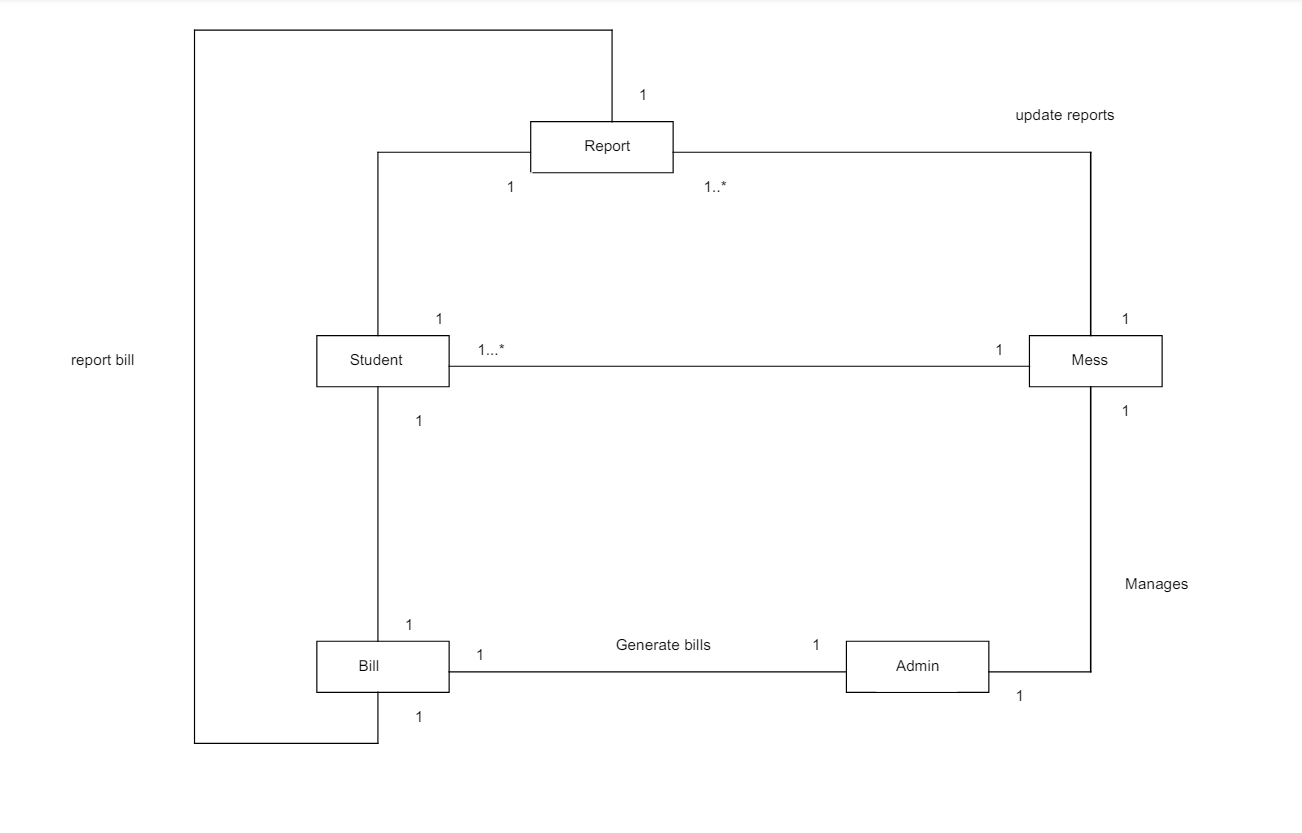 1
update reports
Report
1
1..*
1
1
1...*
1
report bill
Student
Mess
1
1
Manages
1
Generate bills
1
1
Bill
Admin
1
1